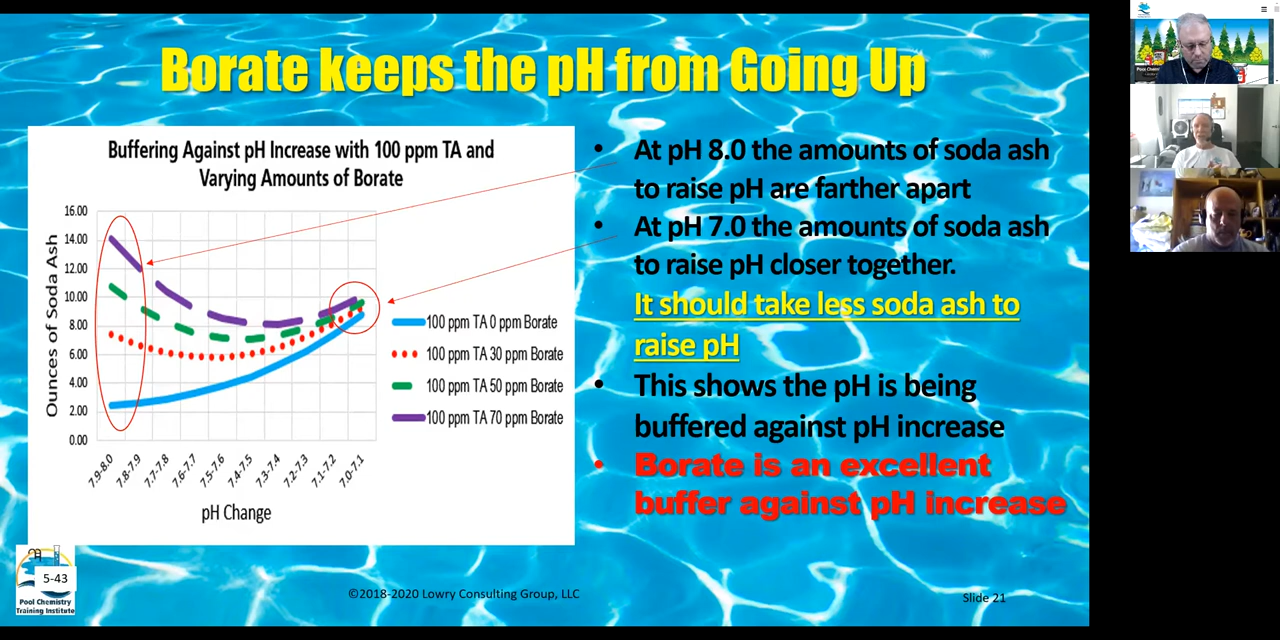 Borate keeps the pH from Going Up
Buffering Against pH Increase with 100 ppm TA and
Varying Amounts of Borate
Ounces of Soda Ash
16.00
14.00
12.00
10.00
8.00
6.00
4.00
2.00
0.00
7.9-8.0
7.8-7.9
7.7-7.8
7.6-7.7
7.5-7.6
7.4-7.5
7.3-7.4
7.2-7.3
7.1-7.2
7.0-7.1
pH Change
100 ppm TA 0 ppm Borate
100 ppm TA 30 ppm Borate
100 ppm TA 50 ppm Borate
100 ppm TA 70 ppm Borate
• At pH 8.0 the amounts of soda ash
to raise pH are farther apart
• At pH 7.0 the amounts of soda ash
to raise pH closer together.
It should take less soda ash to
raise pH
• This shows the pH is being
buffered against pH increase
• Borate is an excellent
buffer against pH increase
5-43
Pool Chemistry
Training Institute
©2018-2020 Lowry Consulting Group, LLC
Slide 21